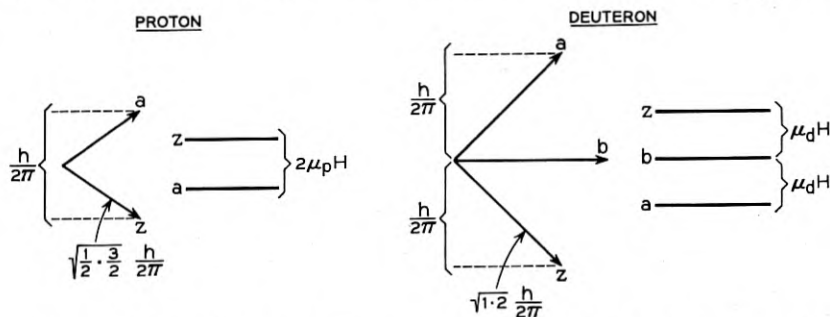 PROTON
h/2π
a
z
√(1/2 · 3/2) h/2π
z
a
2μpH
DEUTERON
h/2π
h/2π
a
b
z
√(1·2) h/2π
z
b
a
μdH
μdH